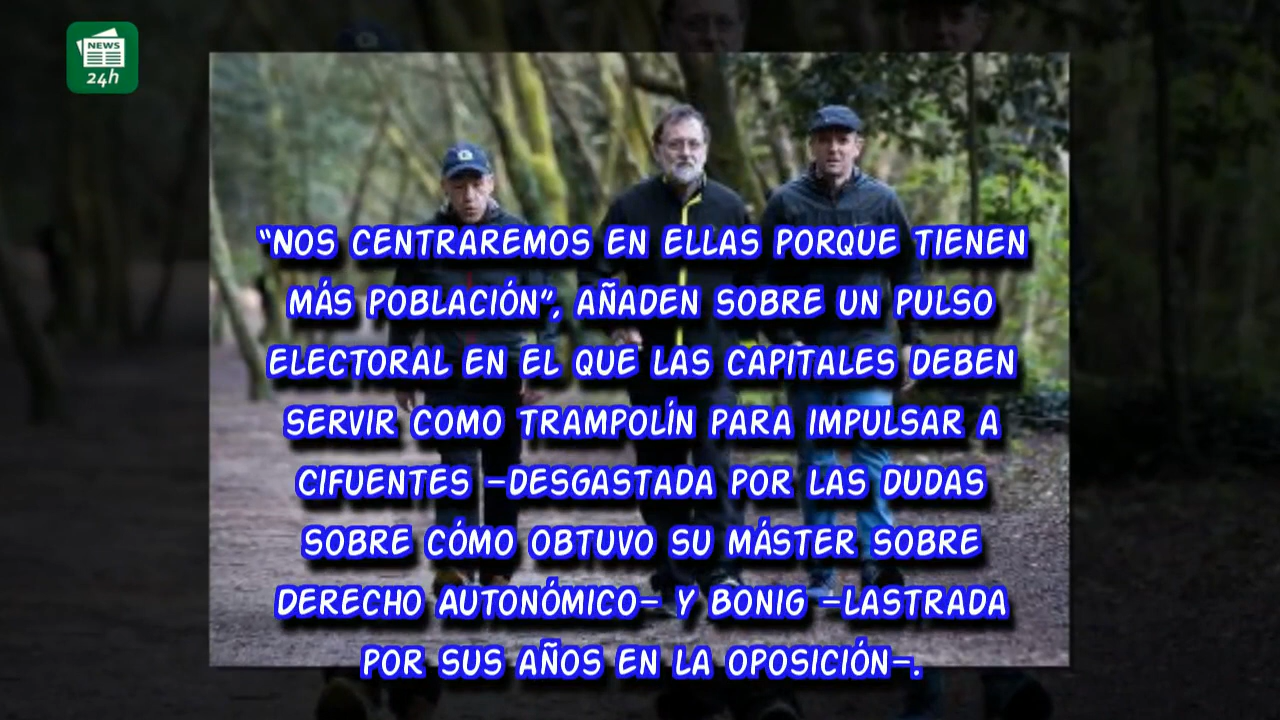 NEWS
24h
“NOS CENTRAREMOS EN ELLAS PORQUE TIENEN
MÁS POBLACIÓN”, AÑADEN SOBRE UN PULSO
ELECTORAL EN EL QUE LAS CAPITALES DEBEN
SERVIR COMO TRAMPOLÍN PARA IMPULSAR A
CIFUENTES –DESGASTADA POR LAS DUDAS
SOBRE CÓMO OBTUVO SU MÁSTER SOBRE
DERECHO AUTONÓMICO– Y BONIG –LASTRADA
POR SUS AÑOS EN LA OPOSICIÓN–.